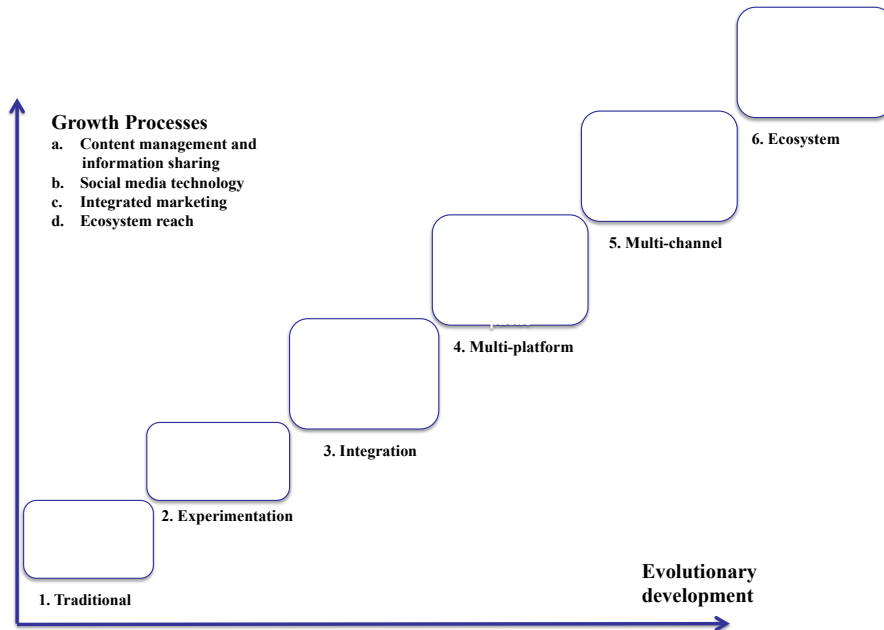 Growth Processes
a. Content management and
information sharing
b. Social media technology
c. Integrated marketing
d. Ecosystem reach
6. Ecosystem
5. Multi-channel
4. Multi-platform
3. Integration
2. Experimentation
1. Traditional
Evolutionary
development